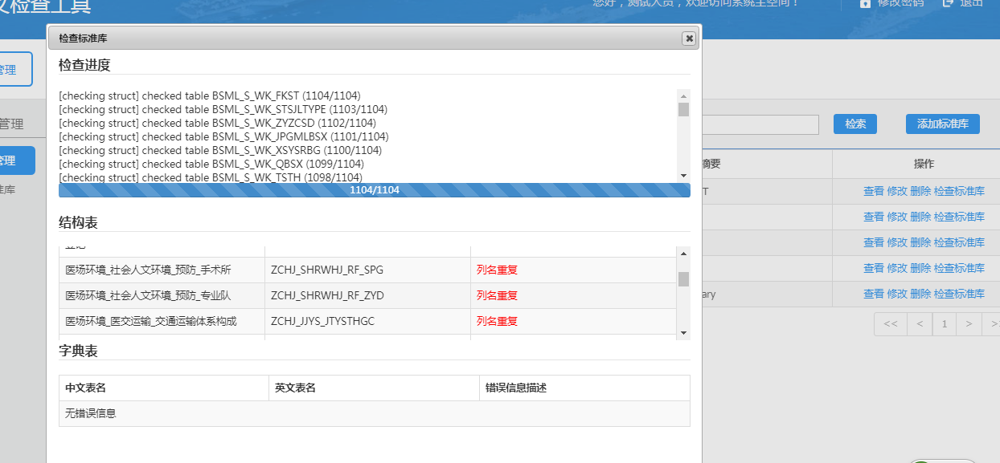 文检查工具
您好，测试人员，欢迎访问系统主空间！ 修改密码 退出
检查标准库
管理
检查进度
[checking struct] checked table BSML_S_WK_FKST (1104/1104)
[checking struct] checked table BSML_S_WK_STSJLTYPE (1103/1104)
[checking struct] checked table BSML_S_WK_ZYZCSD (1102/1104)
[checking struct] checked table BSML_S_WK_JPGMLBSX (1101/1104)
[checking struct] checked table BSML_S_WK_XSYSRBG (1100/1104)
[checking struct] checked table BSML_S_WK_QBSX (1099/1104)
[checking struct] checked table BSML_S_WK_TSTH (1098/1104)
1104/1104
管理
检索 添加标准库
管理
摘要 操作
准库
T 查看 修改 删除 检查标准库
查看 修改 删除 检查标准库
查看 修改 删除 检查标准库
查看 修改 删除 检查标准库
ary 查看 修改 删除 检查标准库
<< < 1 > >
结构表
医场环境_社会人文环境_预防_手术所 ZCHJ_SHRWHJ_RF_SPG 列名重复
医场环境_社会人文环境_预防_专业队 ZCHJ_SHRWHJ_RF_ZYD 列名重复
医场环境_医交运输_交通运输体系构成 ZCHJ_JJYS_JTYSTHGC 列名重复
字典表
中文表名 英文表名 错误信息描述
无错误信息